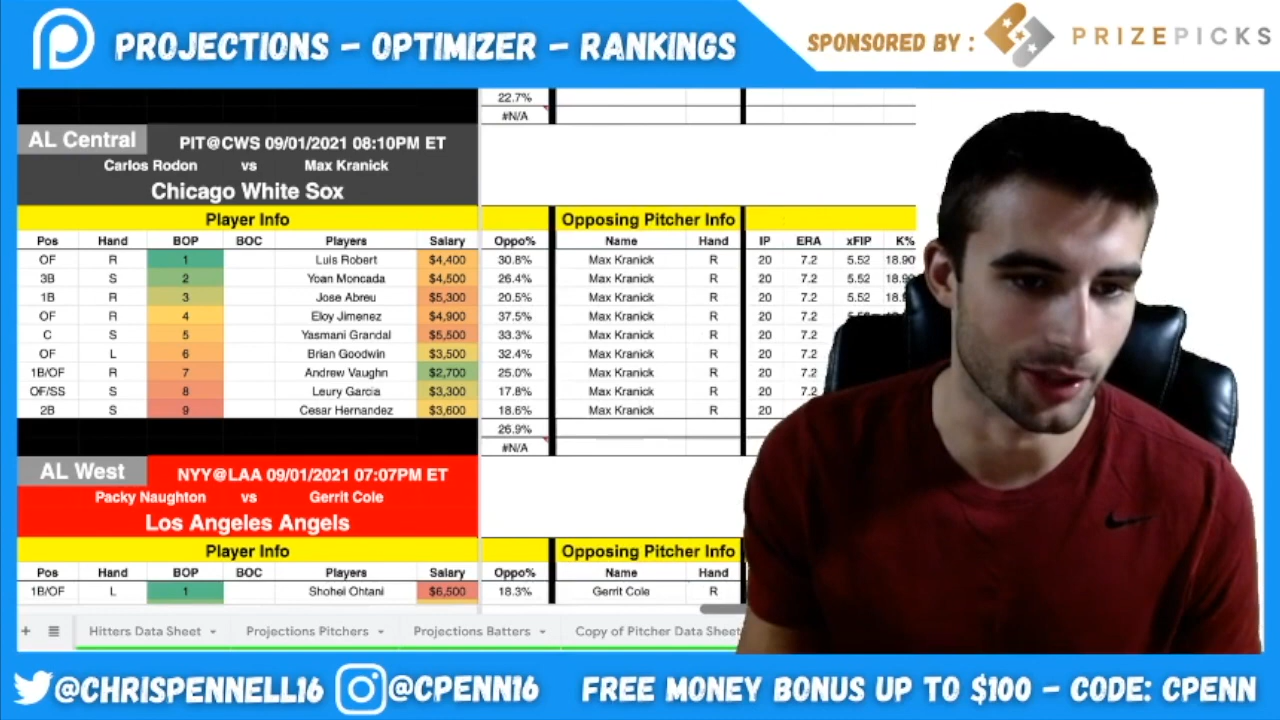 PROJECTIONS - OPTIMIZER - RANKINGS
SPONSORED BY : PRIZEPICKS
22.7%
#N/A
AL Central PIT@CWS 09/01/2021 08:10PM ET
Carlos Rodon vs Max Kranick
Chicago White Sox
Player Info Opposing Pitcher Info
Pos Hand BOP BOC Players Salary Oppo% Name Hand IP ERA xFIP K%
OF R 1 Luis Robert $4,400 30.8% Max Kranick R 20 7.2 5.52 18.90
3B S 2 Yoan Moncada $4,500 26.4% Max Kranick R 20 7.2 5.52 18.9
1B R 3 Jose Abreu $5,300 20.5% Max Kranick R 20 7.2 5.52
OF R 4 Eloy Jimenez $4,900 37.5% Max Kranick R 20 7.2
C S 5 Yasmani Grandal $5,500 33.3% Max Kranick R 20 7.2
OF L 6 Brian Goodwin $3,500 32.4% Max Kranick R 20 7.2
1B/OF R 7 Andrew Vaughn $2,700 25.0% Max Kranick R 20 7.2
OF/SS S 8 Leury Garcia $3,300 17.8% Max Kranick R 20 7.2
2B S 9 Cesar Hernandez $3,600 18.6% Max Kranick R 20
26.9%
#N/A
AL West NYY@LAA 09/01/2021 07:07PM ET
Packy Naughton vs Gerrit Cole
Los Angeles Angels
Player Info Opposing Pitcher Info
Pos Hand BOP BOC Players Salary Oppo% Name Hand
1B/OF L 1 Shohei Ohtani $6,500 18.3% Gerrit Cole R
+ Hitters Data Sheet Projections Pitchers Projections Batters Copy of Pitcher Data Sheet
@CHRISPENNELL16 @CPENN16 FREE MONEY BONUS UP TO $100 - CODE: CPENN